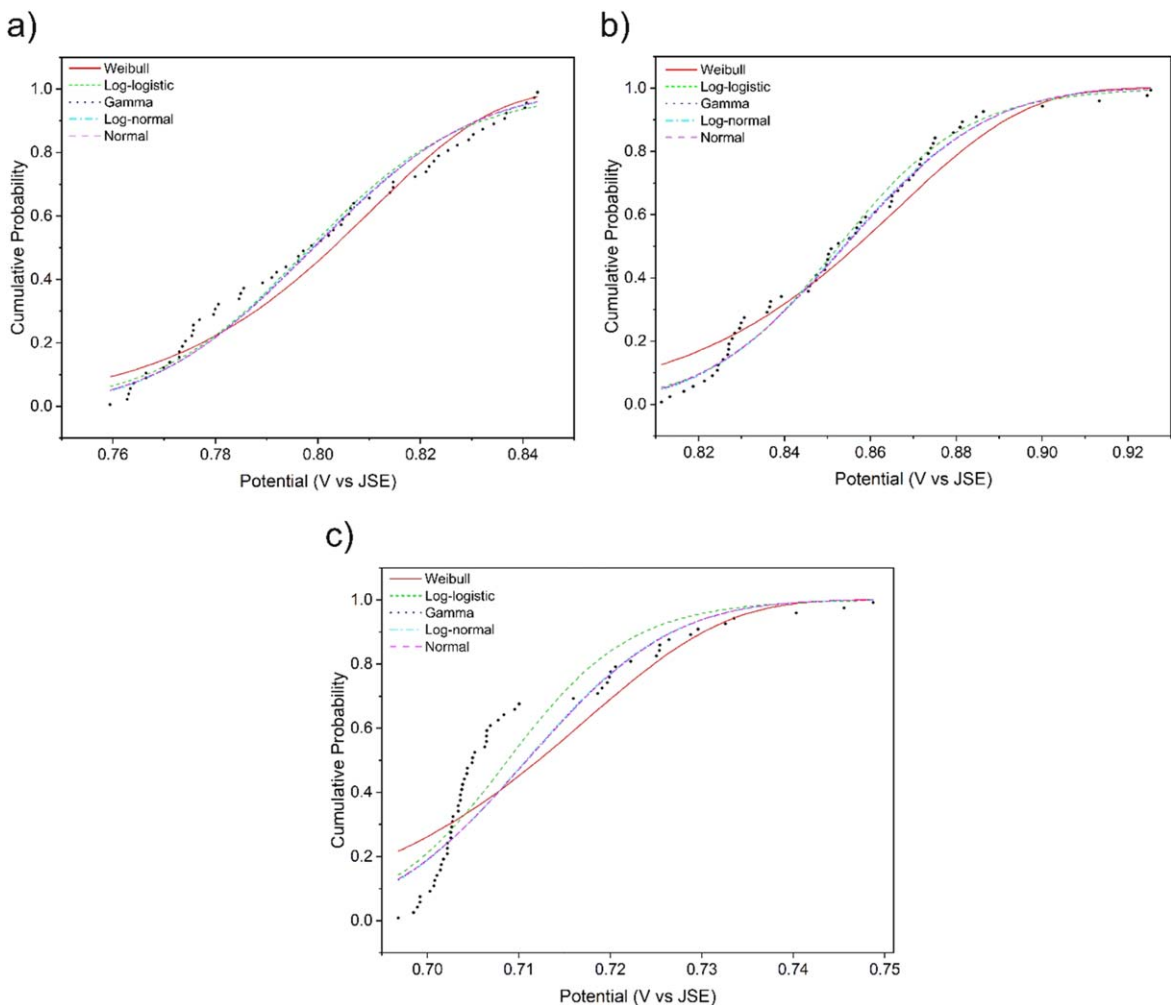 a)
Weibull
Log-logistic
Gamma
Log-normal
Normal
Cumulative Probability
1.0
0.8
0.6
0.4
0.2
0.0
0.76 0.78 0.80 0.82 0.84
Potential (V vs JSE)
b)
Weibull
Log-logistic
Gamma
Log-normal
Normal
Cumulative Probability
1.0
0.8
0.6
0.4
0.2
0.0
0.82 0.84 0.86 0.88 0.90 0.92
Potential (V vs JSE)
c)
Weibull
Log-logistic
Gamma
Log-normal
Normal
Cumulative Probability
1.0
0.8
0.6
0.4
0.2
0.0
0.70 0.71 0.72 0.73 0.74 0.75
Potential (V vs JSE)